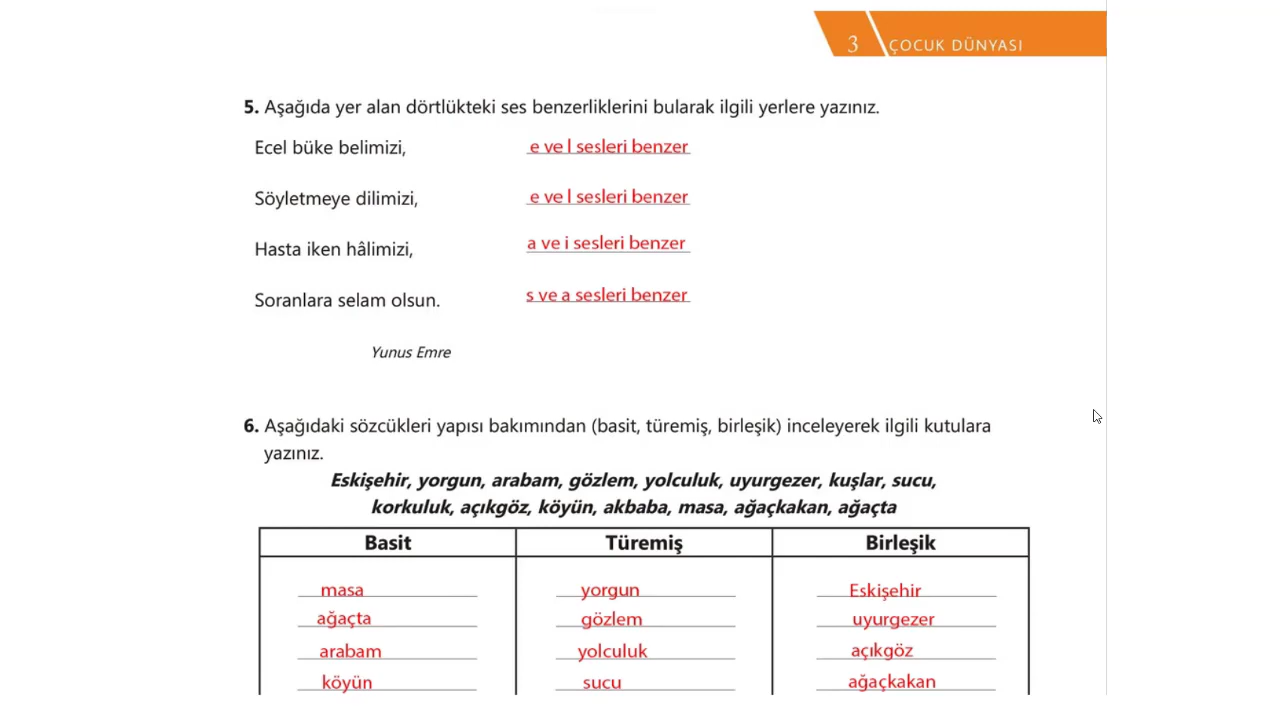 3 ÇOCUK DÜNYASI
5. Aşağıda yer alan dörtlükteki ses benzerliklerini bularak ilgili yerlere yazınız.
Ecel büke belimizi, e ve l sesleri benzer
Söyletmeye dilimizi, e ve l sesleri benzer
Hasta iken hâlimizi, a ve i sesleri benzer
Soranlara selam olsun. s ve a sesleri benzer
Yunus Emre
6. Aşağıdaki sözcükleri yapısı bakımından (basit, türemiş, birleşik) inceleyerek ilgili kutulara
yazınız.
Eskişehir, yorgun, arabam, gözlem, yolculuk, uyurgezer, kuşlar, sucu,
korkuluk, açıkgöz, köyün, akbaba, masa, ağaçkakan, ağaçta
Basit Türemiş Birleşik
masa yorgun Eskişehir
ağaçta gözlem uyurgezer
arabam yolculuk açıkgöz
köyün sucu ağaçkakan